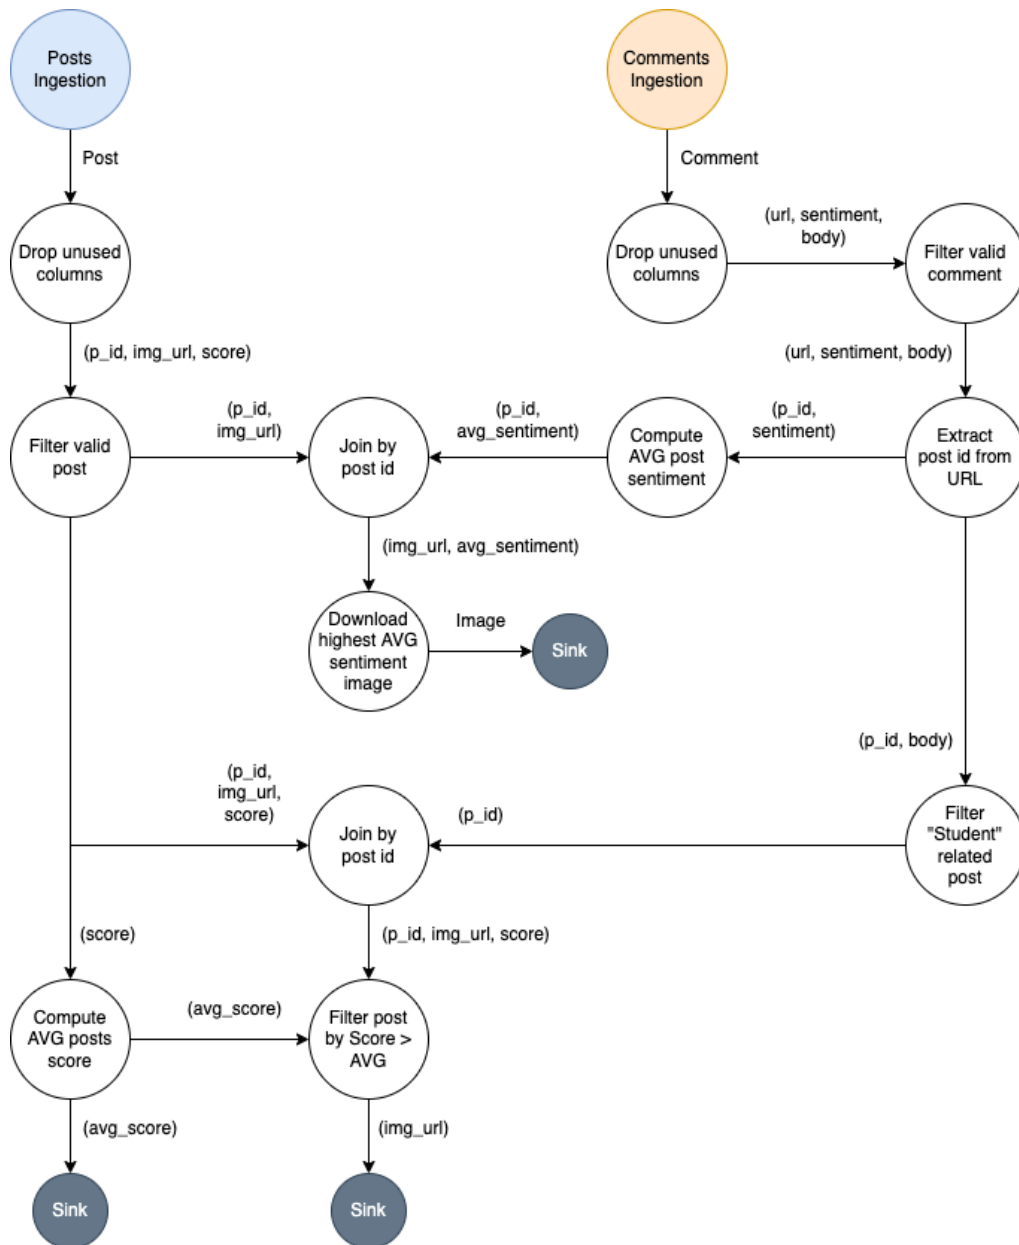 Posts
Ingestion
Comments
Ingestion
Post
Comment
Drop unused
columns
Drop unused
columns
(url, sentiment,
body)
Filter valid
comment
(p_id, img_url, score)
(url, sentiment, body)
Filter valid
post
(p_id,
img_url)
Join by
post id
(p_id,
avg_sentiment)
Compute
AVG post
sentiment
(p_id,
sentiment)
Extract
post id from
URL
(img_url, avg_sentiment)
Download
highest AVG
sentiment
image
Image
Sink
(p_id, body)
(p_id,
img_url,
score)
Join by
post id
(p_id)
Filter
"Student"
related
post
(score)
(p_id, img_url, score)
Compute
AVG posts
score
(avg_score)
Filter post
by Score >
AVG
(avg_score)
(img_url)
Sink
Sink